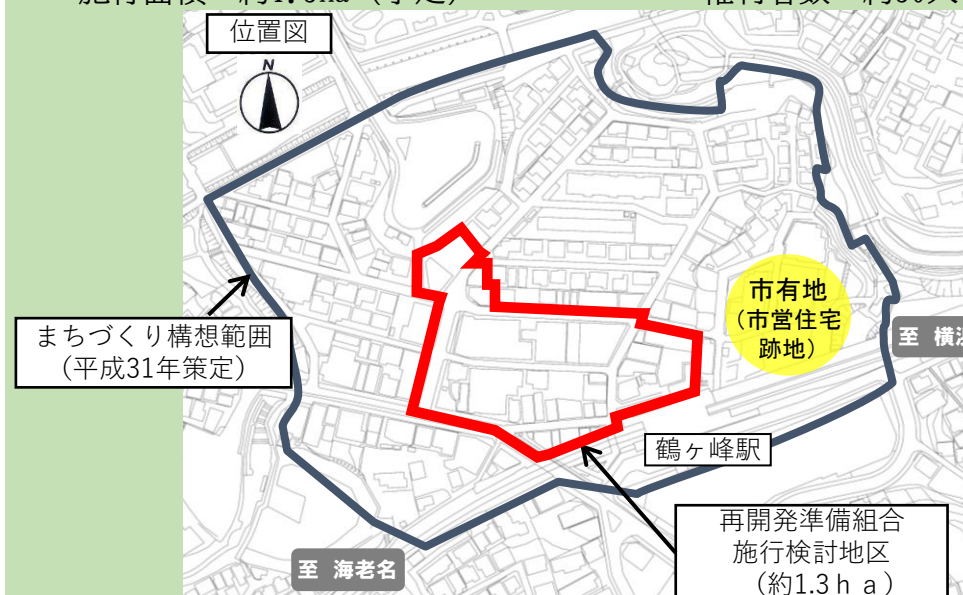 位置図
N
市有地
(市営住宅
跡地)
まちづくり構想範囲
(平成31年策定)
至 横
鶴ヶ峰駅
再開発準備組合
施行検討地区
(約1.3ｈａ)
至 海老名